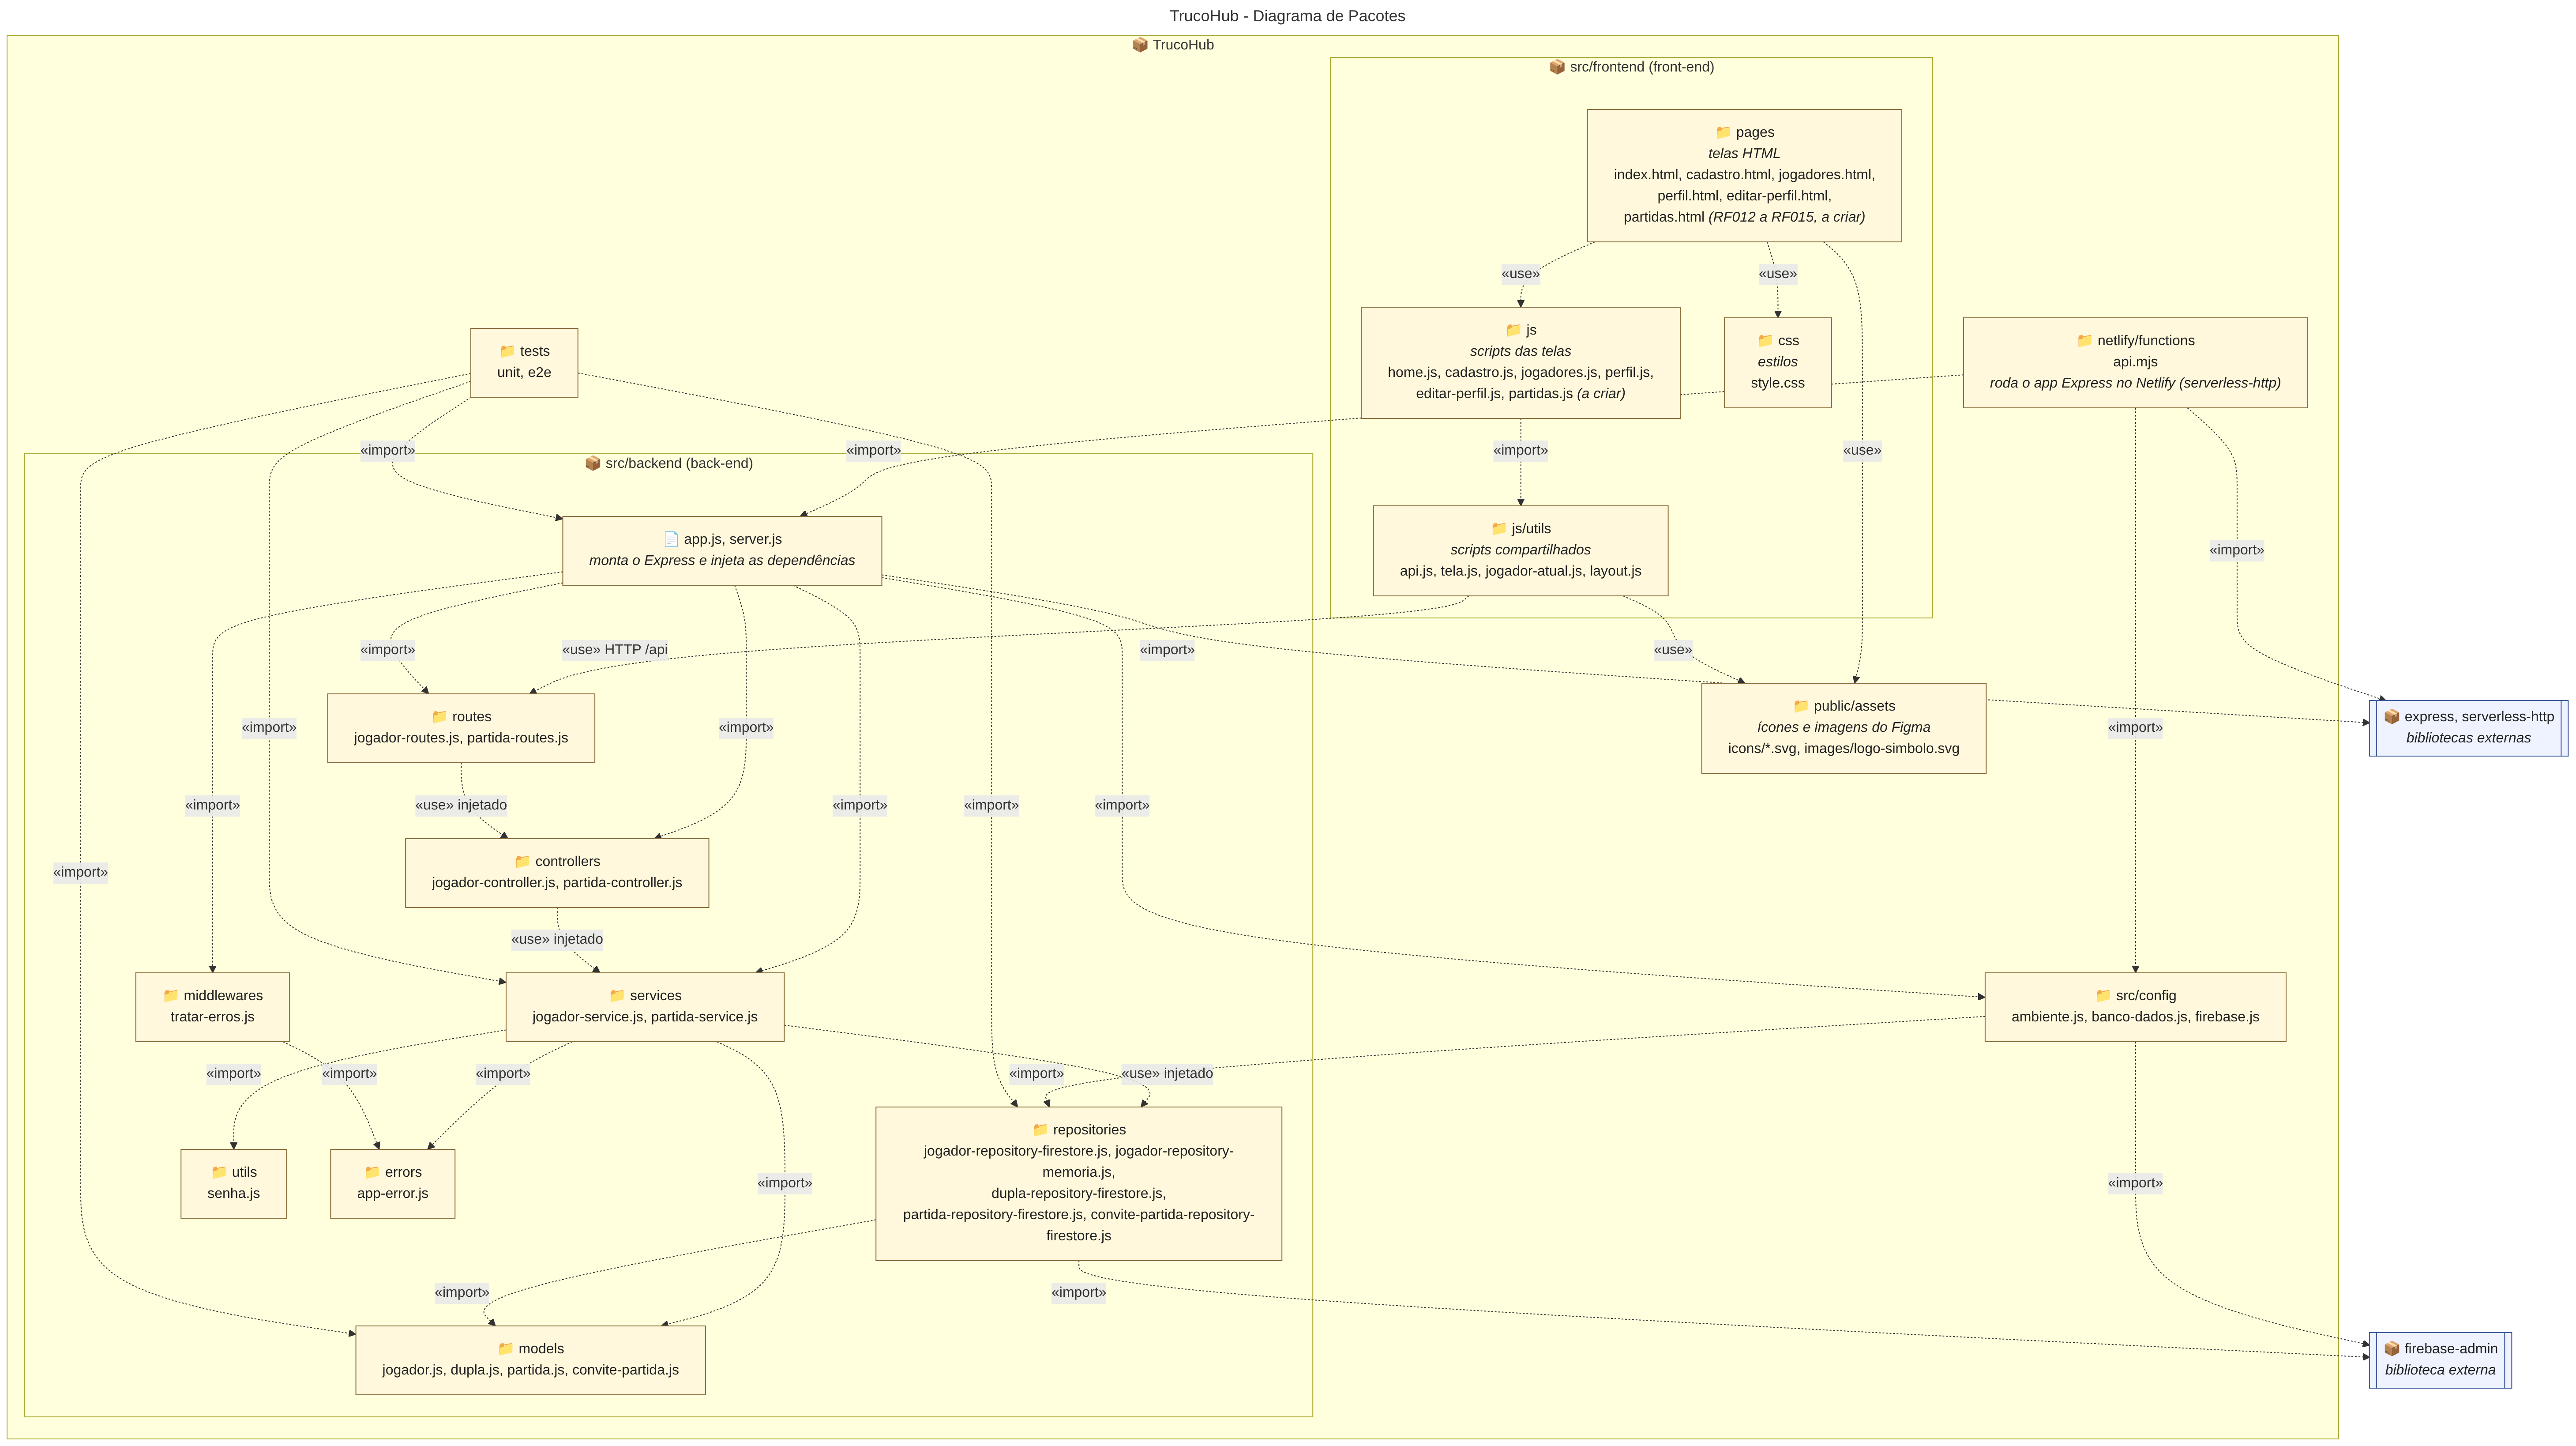 TrucoHub - Diagrama de Pacotes
📦 TrucoHub
📦 src/frontend (front-end)
📁 pages
telas HTML
index.html, cadastro.html, jogadores.html,
perfil.html, editar-perfil.html,
partidas.html (RF012 a RF015, a criar)
«use»
«use»
📁 js
scripts das telas
home.js, cadastro.js, jogadores.js, perfil.js,
editar-perfil.js, partidas.js (a criar)
📁 css
estilos
style.css
📁 netlify/functions
api.mjs
roda o app Express no Netlify (serverless-http)
📁 tests
unit, e2e
«import»
«import»
«import»
«use»
📦 src/backend (back-end)
📄 app.js, server.js
monta o Express e injeta as dependências
📁 js/utils
scripts compartilhados
api.js, tela.js, jogador-atual.js, layout.js
«import»
«import»
«use» HTTP /api
«import»
«use»
📁 routes
jogador-routes.js, partida-routes.js
«import»
«import»
📁 public/assets
ícones e imagens do Figma
icons/*.svg, images/logo-simbolo.svg
«import»
📦 express, serverless-http
bibliotecas externas
«import»
«use» injetado
«import»
«import»
«import»
📁 controllers
jogador-controller.js, partida-controller.js
«import»
«use» injetado
📁 middlewares
tratar-erros.js
📁 services
jogador-service.js, partida-service.js
📁 src/config
ambiente.js, banco-dados.js, firebase.js
«import»
«import»
«import»
«import»
«use» injetado
📁 utils
senha.js
📁 errors
app-error.js
«import»
📁 repositories
jogador-repository-firestore.js, jogador-repository-
memoria.js,
dupla-repository-firestore.js,
partida-repository-firestore.js, convite-partida-repository-
firestore.js
«import»
«import»
«import»
📁 models
jogador.js, dupla.js, partida.js, convite-partida.js
📦 firebase-admin
biblioteca externa